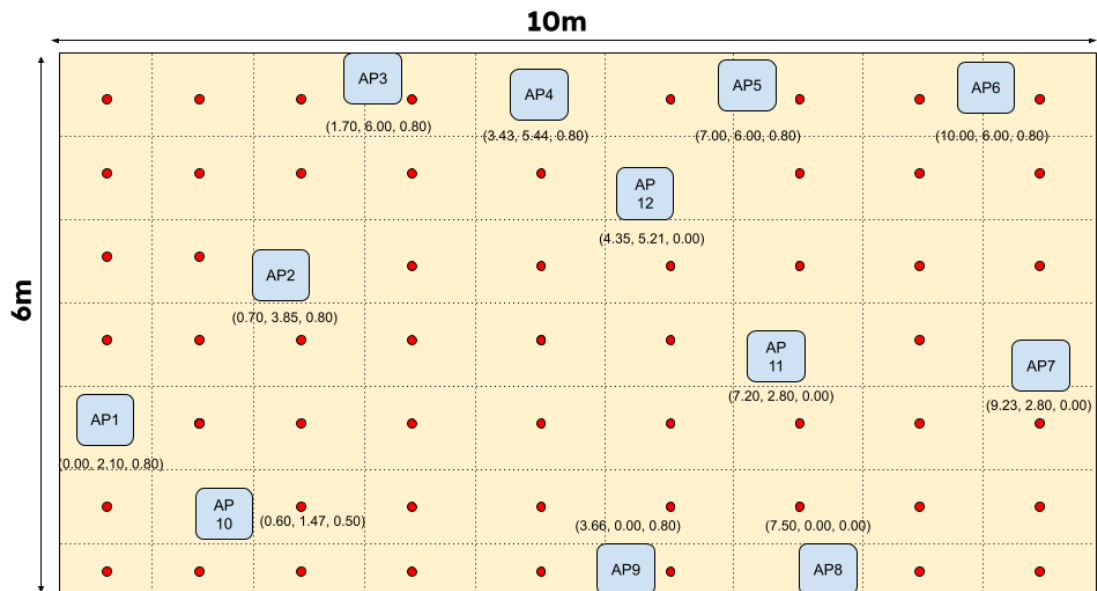 10m
6m
AP3
(1.70, 6.00, 0.80)
AP4
(3.43, 5.44, 0.80)
AP5
(7.00, 6.00, 0.80)
AP6
(10.00, 6.00, 0.80)
AP
12
(4.35, 5.21, 0.00)
AP2
(0.70, 3.85, 0.80)
AP
11
(7.20, 2.80, 0.00)
AP7
(9.23, 2.80, 0.00)
AP1
(0.00, 2.10, 0.80)
AP
10
(0.60, 1.47, 0.50)
(3.66, 0.00, 0.80)
AP9
(7.50, 0.00, 0.00)
AP8